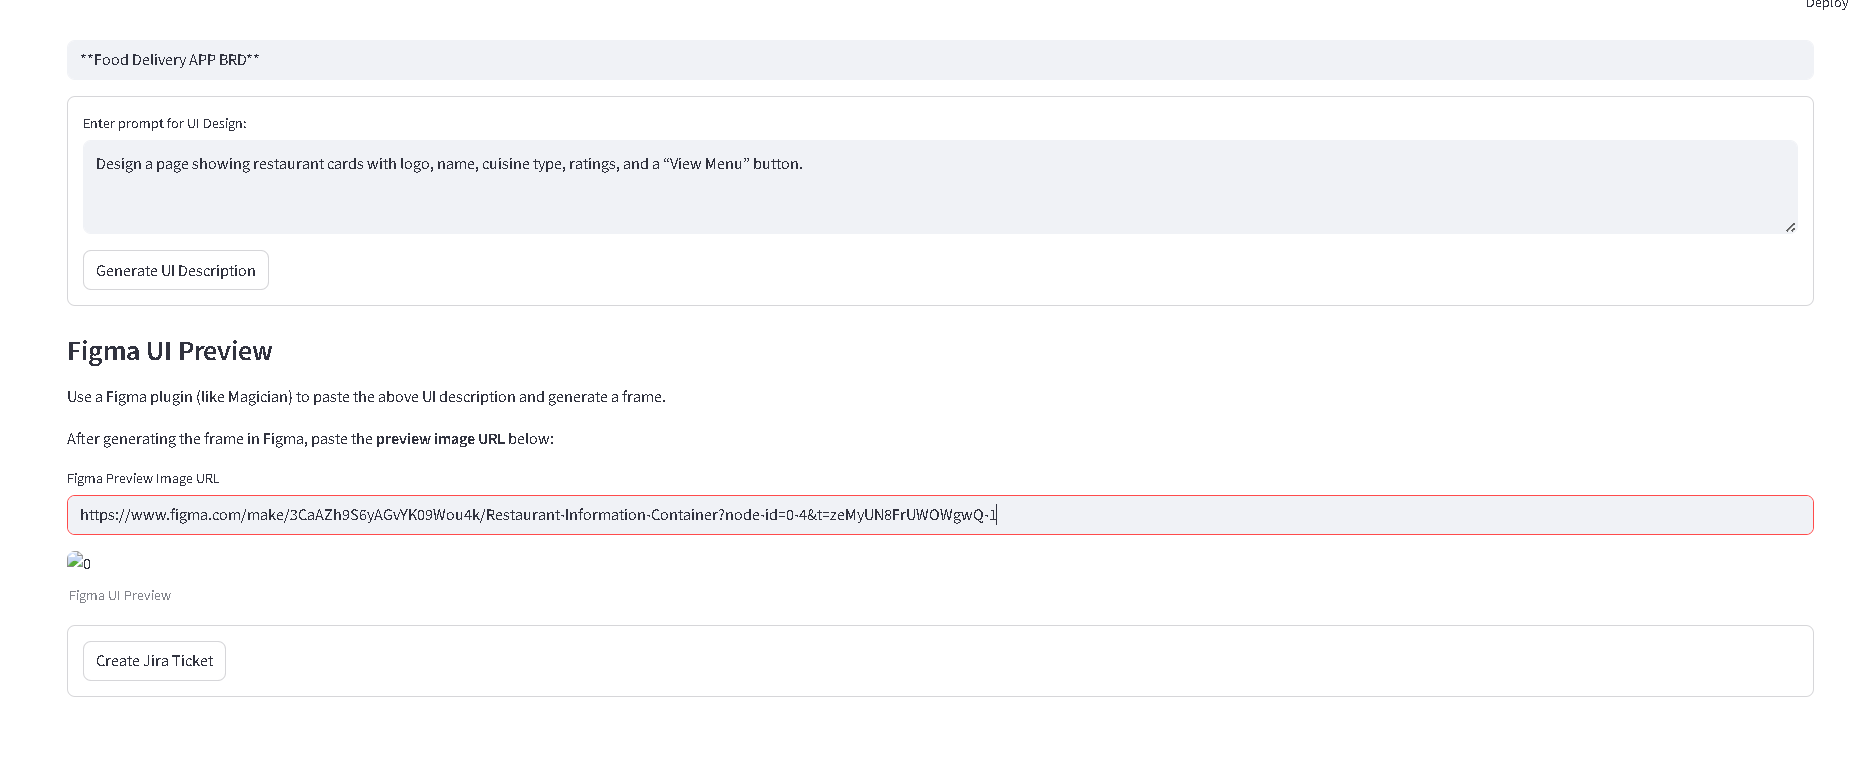 Deploy
**Food Delivery APP BRD**
Enter prompt for UI Design:
Design a page showing restaurant cards with logo, name, cuisine type, ratings, and a “View Menu” button.
Generate UI Description
Figma UI Preview
Use a Figma plugin (like Magician) to paste the above UI description and generate a frame.
After generating the frame in Figma, paste the preview image URL below:
Figma Preview Image URL
https://www.figma.com/make/3CaAZh9S6yAGvYK09Wou4k/Restaurant-Information-Container?node-id=0-4&t=zeMyUN8FrUWOWgwQ-1
0
Figma UI Preview
Create Jira Ticket